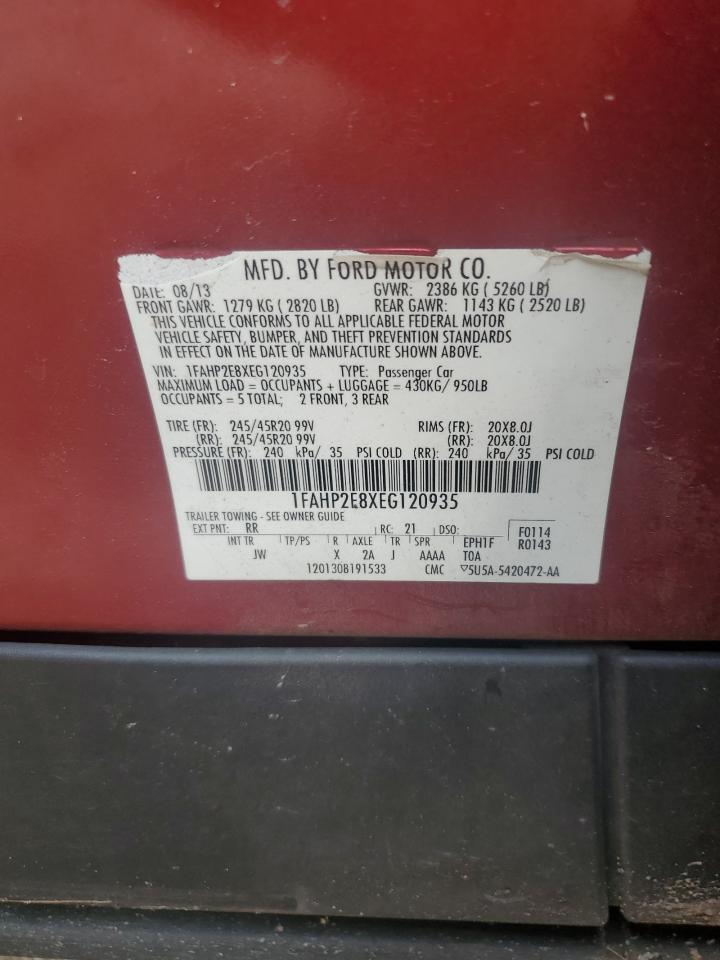 MFD. BY FORD MOTOR CO.
DATE: 08/13 GVWR: 2386 KG ( 5260 LB)
FRONT GAWR: 1279 KG ( 2820 LB) REAR GAWR: 1143 KG ( 2520 LB)
THIS VEHICLE CONFORMS TO ALL APPLICABLE FEDERAL MOTOR
VEHICLE SAFETY, BUMPER, AND THEFT PREVENTION STANDARDS
IN EFFECT ON THE DATE OF MANUFACTURE SHOWN ABOVE.
VIN: 1FAHP2E8XEG120935 TYPE: Passenger Car
MAXIMUM LOAD = OCCUPANTS + LUGGAGE = 430KG/ 950LB
OCCUPANTS = 5 TOTAL; 2 FRONT, 3 REAR
TIRE (FR): 245/45R20 99V RIMS (FR): 20X8.0J
(RR): 245/45R20 99V (RR): 20X8.0J
PRESSURE (FR): 240 kPa/ 35 PSI COLD (RR): 240 kPa/ 35 PSI COLD
1FAHP2E8XEG120935
TRAILER TOWING - SEE OWNER GUIDE
EXT PNT: RR RC: 21 DSO: F0114
INT TR TP/PS R AXLE TR SPR EPH1F R0143
JW X 2A J AAAA T0A
120130819 1533 CMC ▽5U5A-5420472-AA